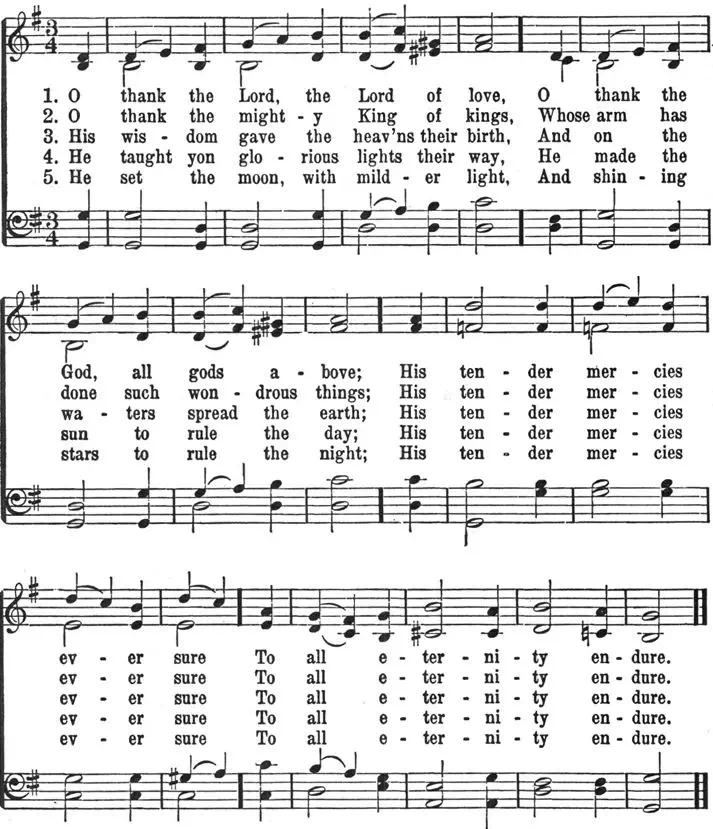 3 4
1. O thank the Lord, the Lord of love, O thank the
2. O thank the might - y King of kings, Whose arm has
3. His wis - dom gave the heav'ns their birth, And on the
4. He taught yon glo - rious lights their way, He made the
5. He set the moon, with mild - er light, And shin - ing
3 4
God, all gods a - bove; His ten - der mer - cies
done such won - drous things; His ten - der mer - cies
wa - ters spread the earth; His ten - der mer - cies
sun to rule the day; His ten - der mer - cies
stars to rule the night; His ten - der mer - cies
ev - er sure To all e - ter - ni - ty en - dure.
ev - er sure To all e - ter - ni - ty en - dure.
ev - er sure To all e - ter - ni - ty en - dure.
ev - er sure To all e - ter - ni - ty en - dure.
ev - er sure To all e - ter - ni - ty en - dure.